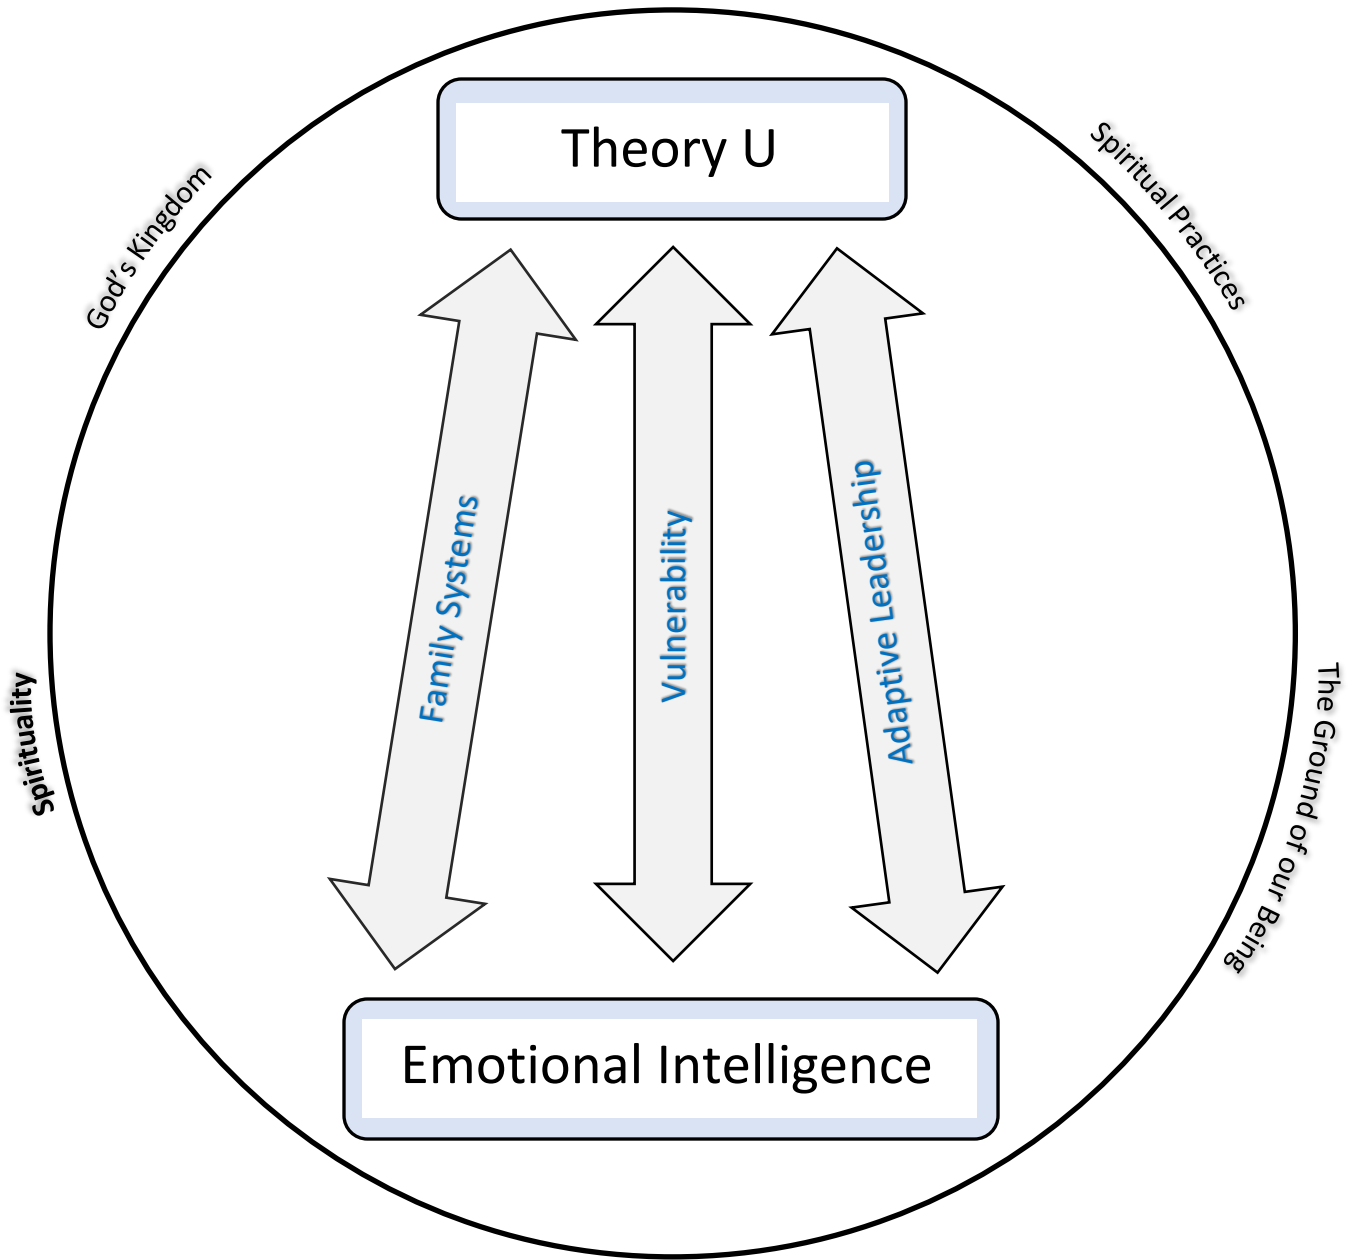 Theory U
God's Kingdom
Spiritual Practices
Family Systems
Vulnerability
Adaptive Leadership
Spirituality
The Ground of our Being
Emotional Intelligence